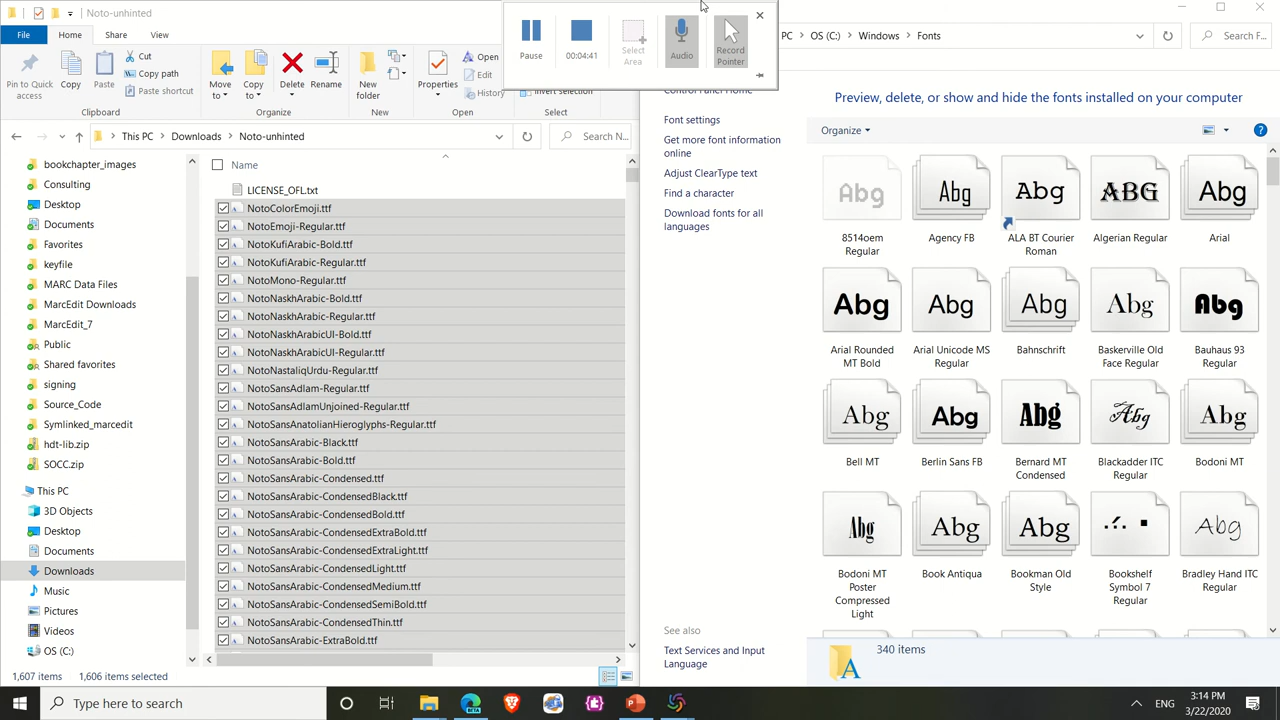 Noto-unhinted
File
Home
Share
View
Pin to Quick
access
Copy
Cut
Copy path
Paste shortcut
Clipboard
Move
to
Copy
to
Delete
Rename
Organize
New
folder
New
Properties
Open
Edit
History
Open
Invert selection
Select
Pause
00:04:41
Select
Area
Audio
Record
Pointer
PC
OS (C:)
Windows
Fonts
Search F...
This PC
Downloads
Noto-unhinted
Search N...
bookchapter_images
Consulting
Desktop
Documents
Favorites
keyfile
MARC Data Files
MarcEdit Downloads
MarcEdit_7
Public
Shared favorites
signing
Source_Code
Symlinked_marcedit
hdt-lib.zip
SOCC.zip
This PC
3D Objects
Desktop
Documents
Downloads
Music
Pictures
Videos
OS (C:)
Name
LICENSE_OFL.txt
NotoColorEmoji.ttf
NotoEmoji-Regular.ttf
NotoKufiArabic-Bold.ttf
NotoKufiArabic-Regular.ttf
NotoMono-Regular.ttf
NotoNaskhArabic-Bold.ttf
NotoNaskhArabic-Regular.ttf
NotoNaskhArabicUI-Bold.ttf
NotoNaskhArabicUI-Regular.ttf
NotoNastaliqUrdu-Regular.ttf
NotoSansAdlam-Regular.ttf
NotoSansAdlamUnjoined-Regular.ttf
NotoSansAnatolianHieroglyphs-Regular.ttf
NotoSansArabic-Black.ttf
NotoSansArabic-Bold.ttf
NotoSansArabic-Condensed.ttf
NotoSansArabic-CondensedBlack.ttf
NotoSansArabic-CondensedBold.ttf
NotoSansArabic-CondensedExtraBold.ttf
NotoSansArabic-CondensedExtraLight.ttf
NotoSansArabic-CondensedLight.ttf
NotoSansArabic-CondensedMedium.ttf
NotoSansArabic-CondensedSemiBold.ttf
NotoSansArabic-CondensedThin.ttf
NotoSansArabic-ExtraBold.ttf
1,607 items
1,606 items selected
Control Panel Home
Font settings
Get more font information
online
Adjust ClearType text
Find a character
Download fonts for all
languages
See also
Text Services and Input
Language
Preview, delete, or show and hide the fonts installed on your computer
Organize
Abg Abg Abg ABG Abg
8514oem
Regular
Agency FB
ALA BT Courier
Roman
Algerian Regular
Arial
Abg Abg Abg Abg Abg
Arial Rounded
MT Bold
Arial Unicode MS
Regular
Bahnschrift
Baskerville Old
Face Regular
Bauhaus 93
Regular
Abg Abg Abg Abg Abg
Bell MT
Berlin Sans FB
Bernard MT
Condensed
Blackadder ITC
Regular
Bodoni MT
Abg Abg Abg Abg
Bodoni MT
Poster
Compressed
Light
Book Antiqua
Bookman Old
Style
Bookshelf
Symbol 7
Regular
Bradley Hand ITC
Regular
340 items
Type here to search
ENG
3:14 PM
3/22/2020